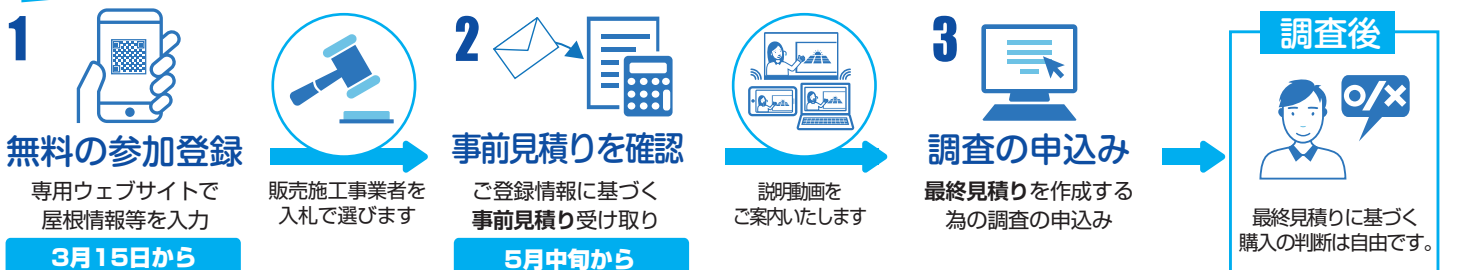 1
無料の参加登録
専用ウェブサイトで
屋根情報等を入力
3月15日から
販売施工事業者を
入札で選びます
2
事前見積りを確認
ご登録情報に基づく
事前見積り受け取り
5月中旬から
説明動画を
ご案内いたします
3
調査の申込み
最終見積りを作成する
為の調査の申込み
調査後
o/×
最終見積りに基づく
購入の判断は自由です。